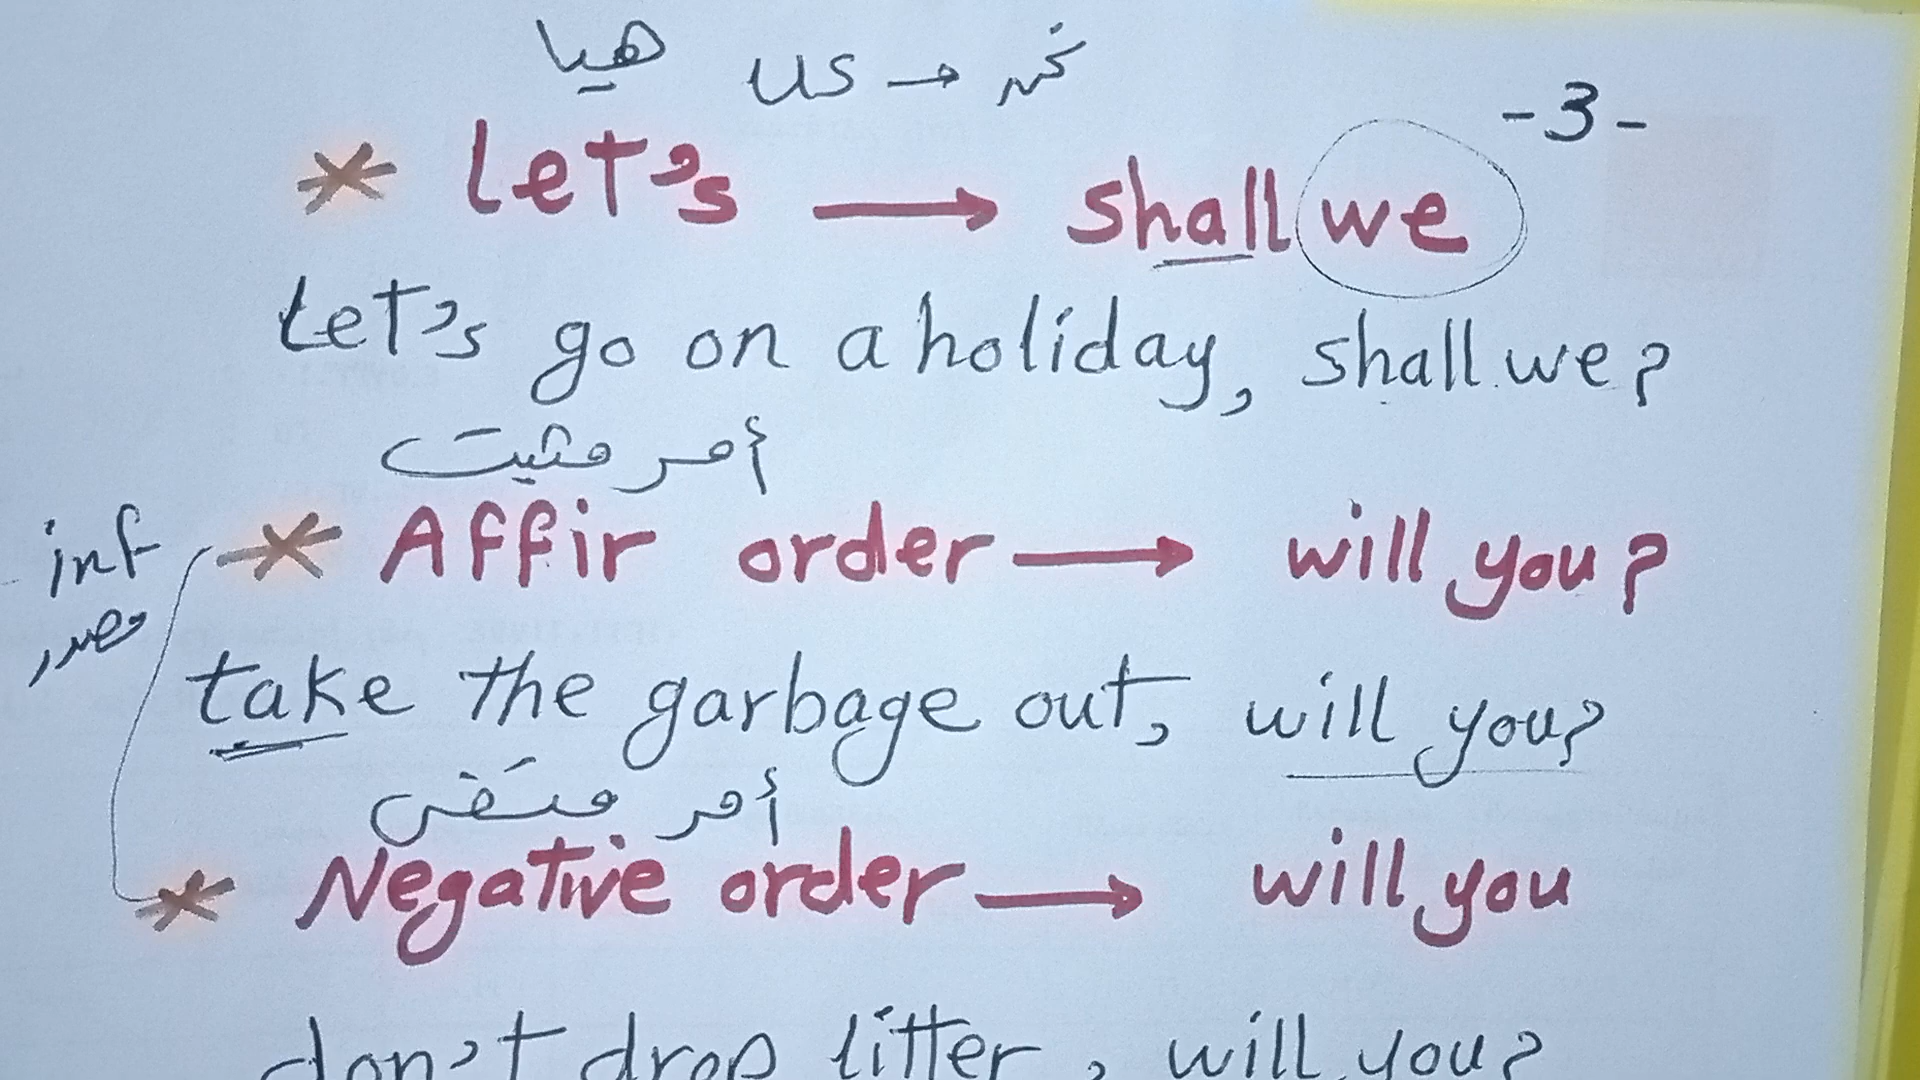 هيا us → نحن
-3-
* Let's → shall we
Let's go on a holiday, shall we?
أمر مثبت
* Affir order → will you?
inf
مصدر
take the garbage out, will you?
أمر منفى
* Negative order → will you
don't drop litter, will you?